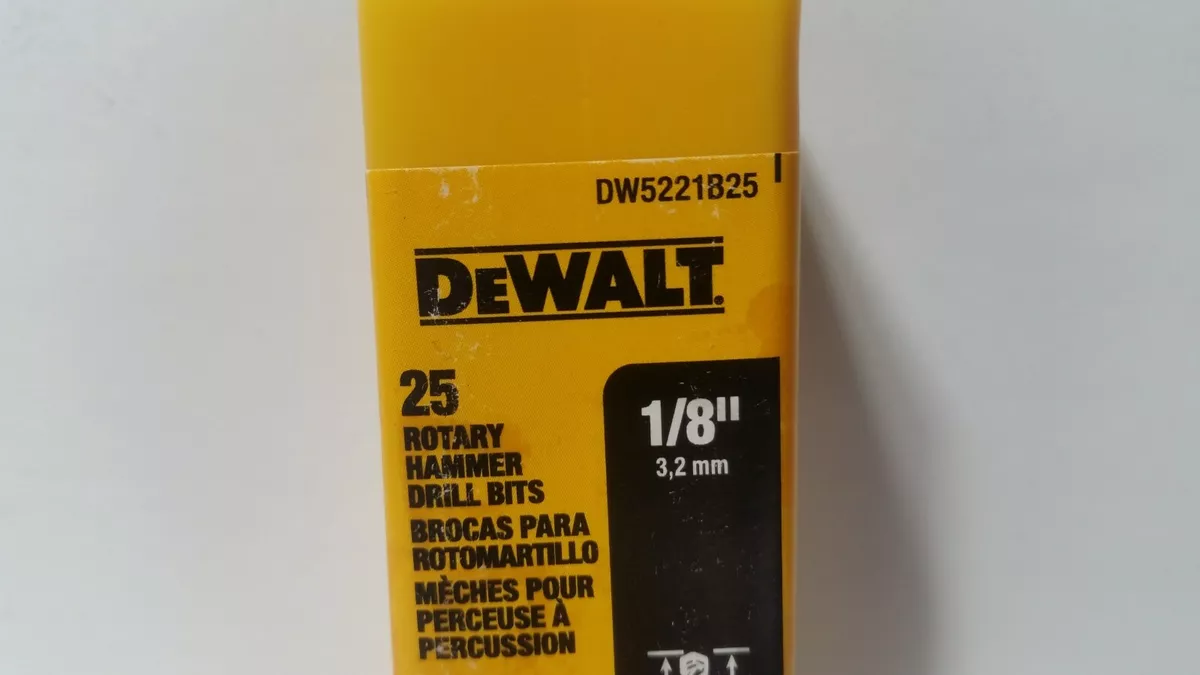 DW5221B25
DEWALT®
25
ROTARY
HAMMER
DRILL BITS
BROCAS PARA
ROTOMARTILLO
MÈCHES POUR
PERCEUSE À
PERCUSSION
1/8"
3,2 mm